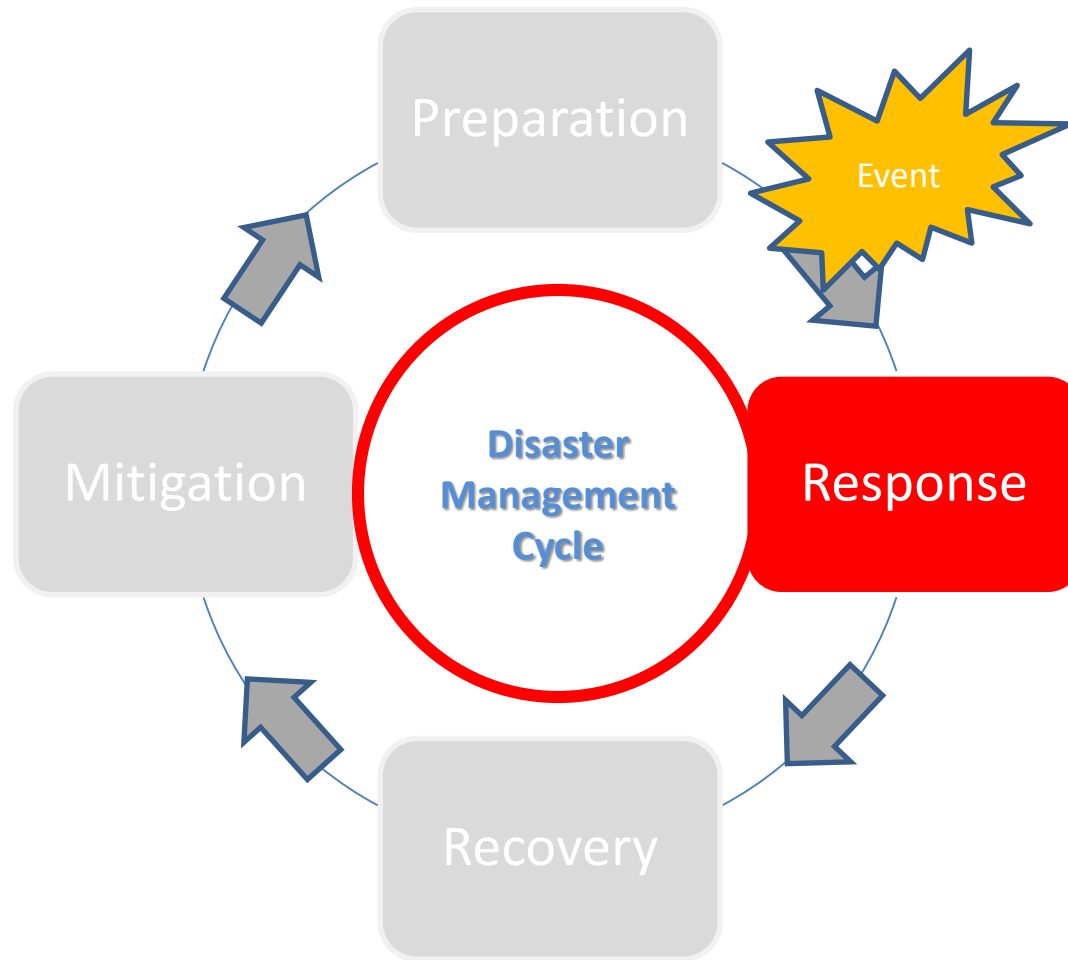 Preparation
Event
Disaster
Management
Cycle
Mitigation
Response
Recovery